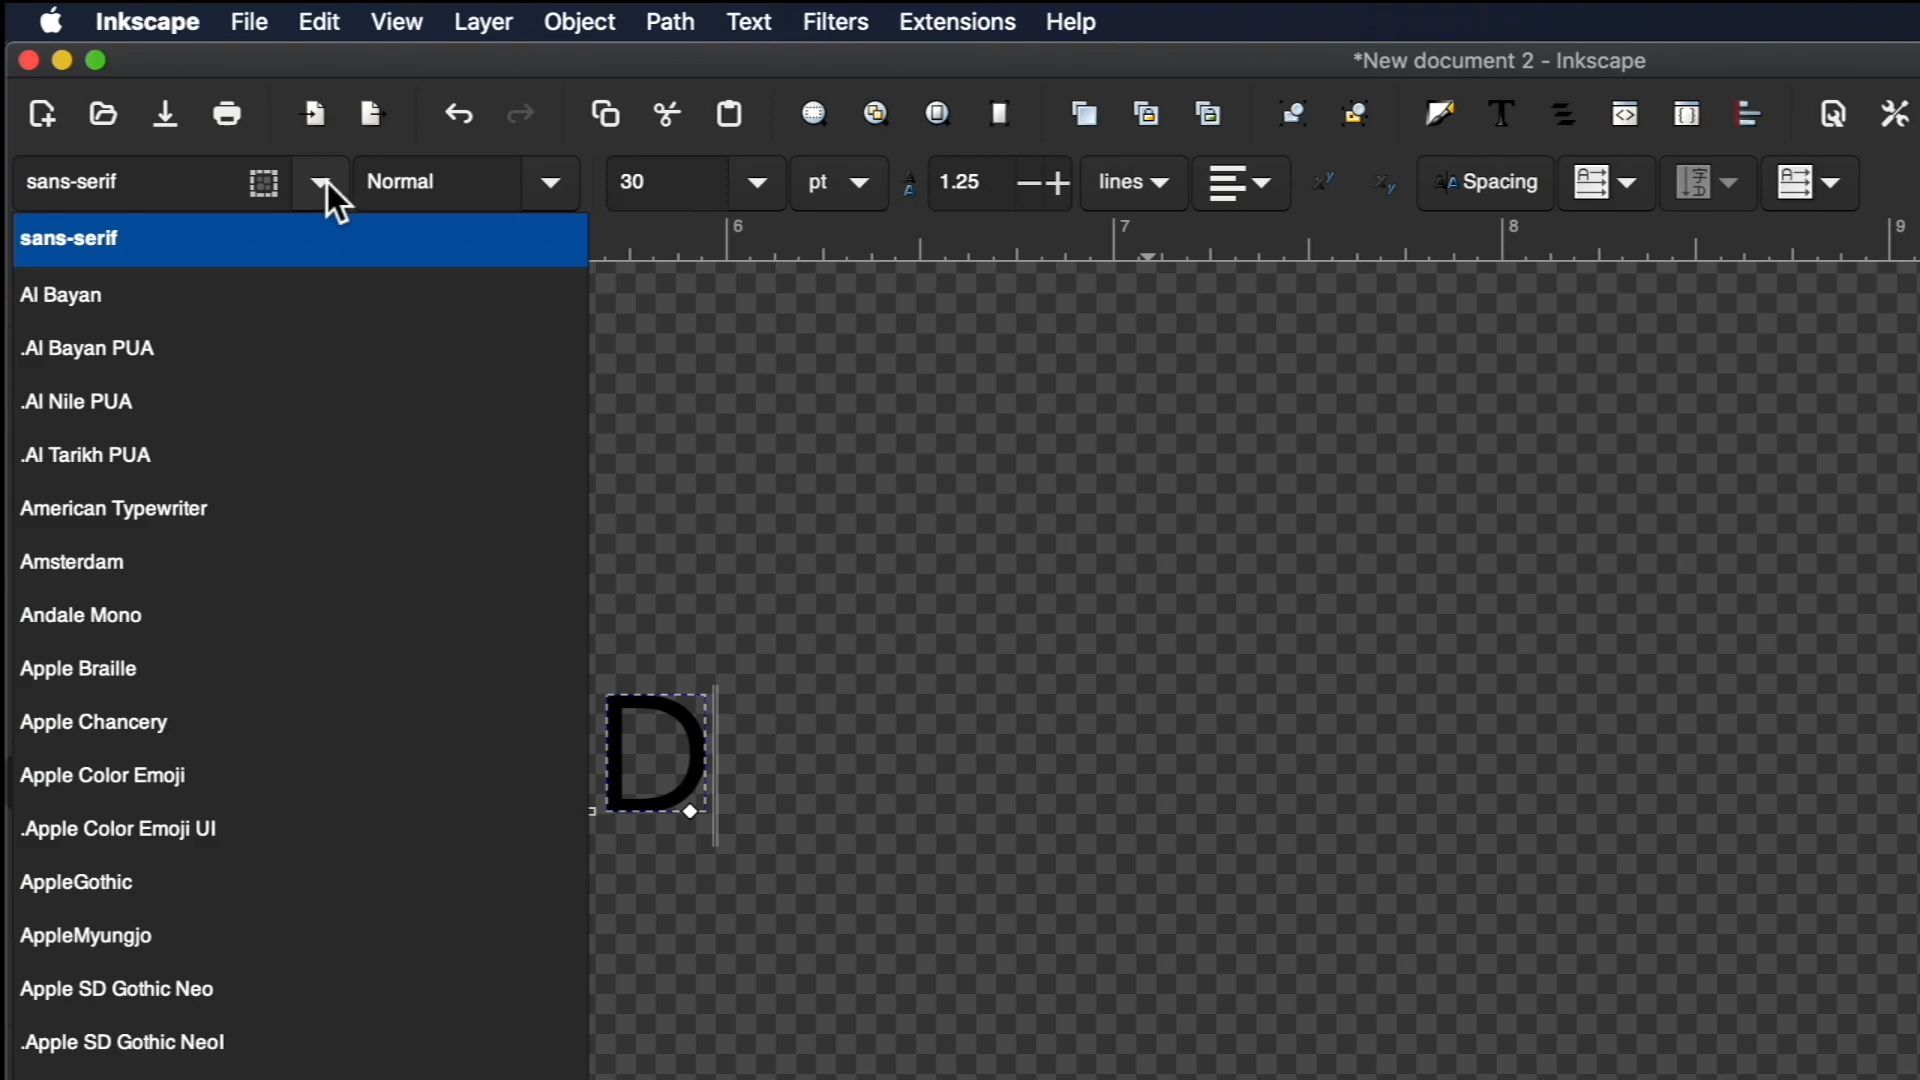 Inkscape File Edit View Layer Object Path Text Filters Extensions Help
*New document 2 - Inkscape
sans-serif Normal 30 pt 1.25 lines Spacing
6 7 8 9
sans-serif
Al Bayan
.Al Bayan PUA
.Al Nile PUA
.Al Tarikh PUA
American Typewriter
Amsterdam
Andale Mono
Apple Braille
Apple Chancery
Apple Color Emoji
.Apple Color Emoji UI
AppleGothic
AppleMyungjo
Apple SD Gothic Neo
.Apple SD Gothic NeoI
D